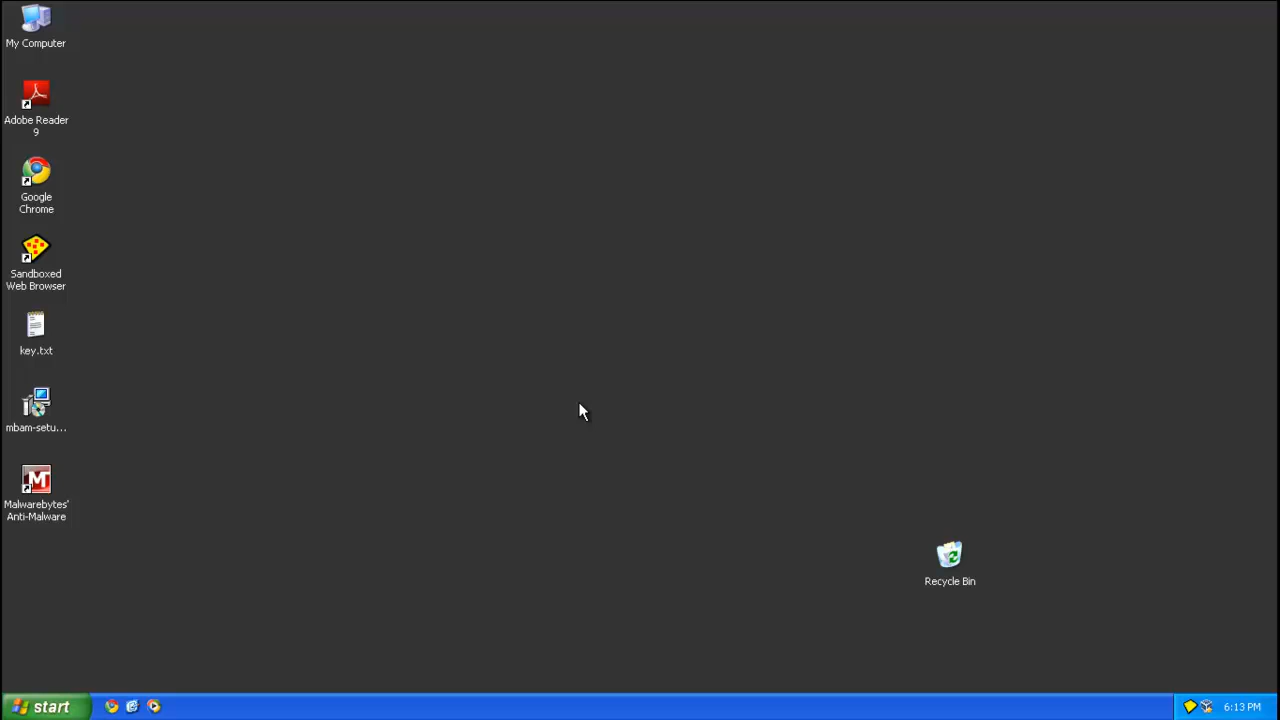 My Computer
Adobe Reader
9
Google
Chrome
Sandboxed
Web Browser
key.txt
mbam-setu...
Malwarebytes'
Anti-Malware
Recycle Bin
start
6:13 PM